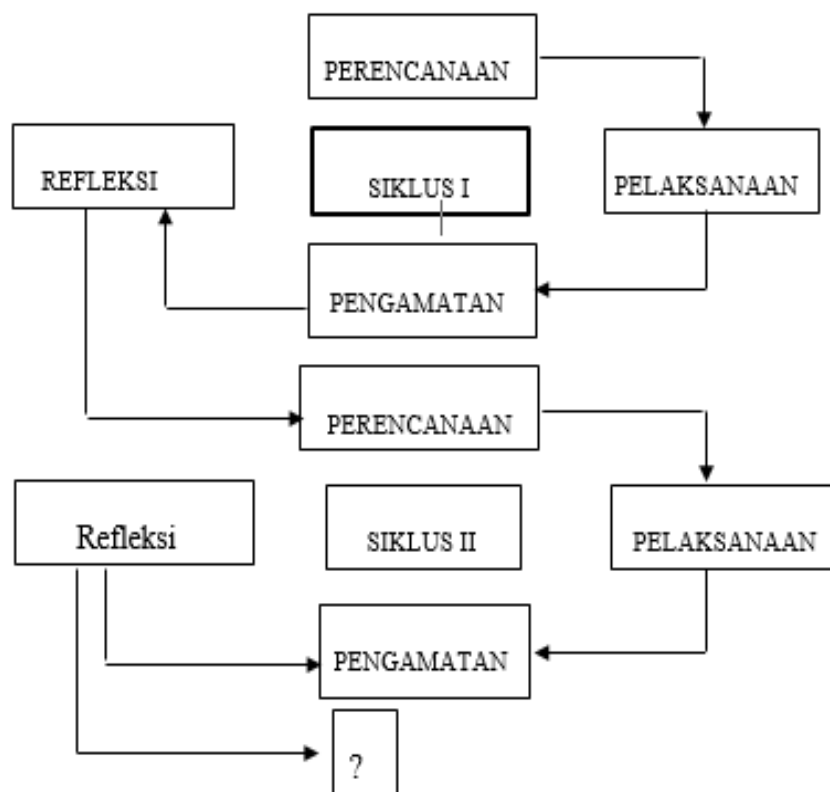 PERENCANAAN
REFLEKSI
SIKLUS I
PELAKSANAAN
PENGAMATAN
PERENCANAAN
Refleksi
SIKLUS II
PELAKSANAAN
PENGAMATAN
?